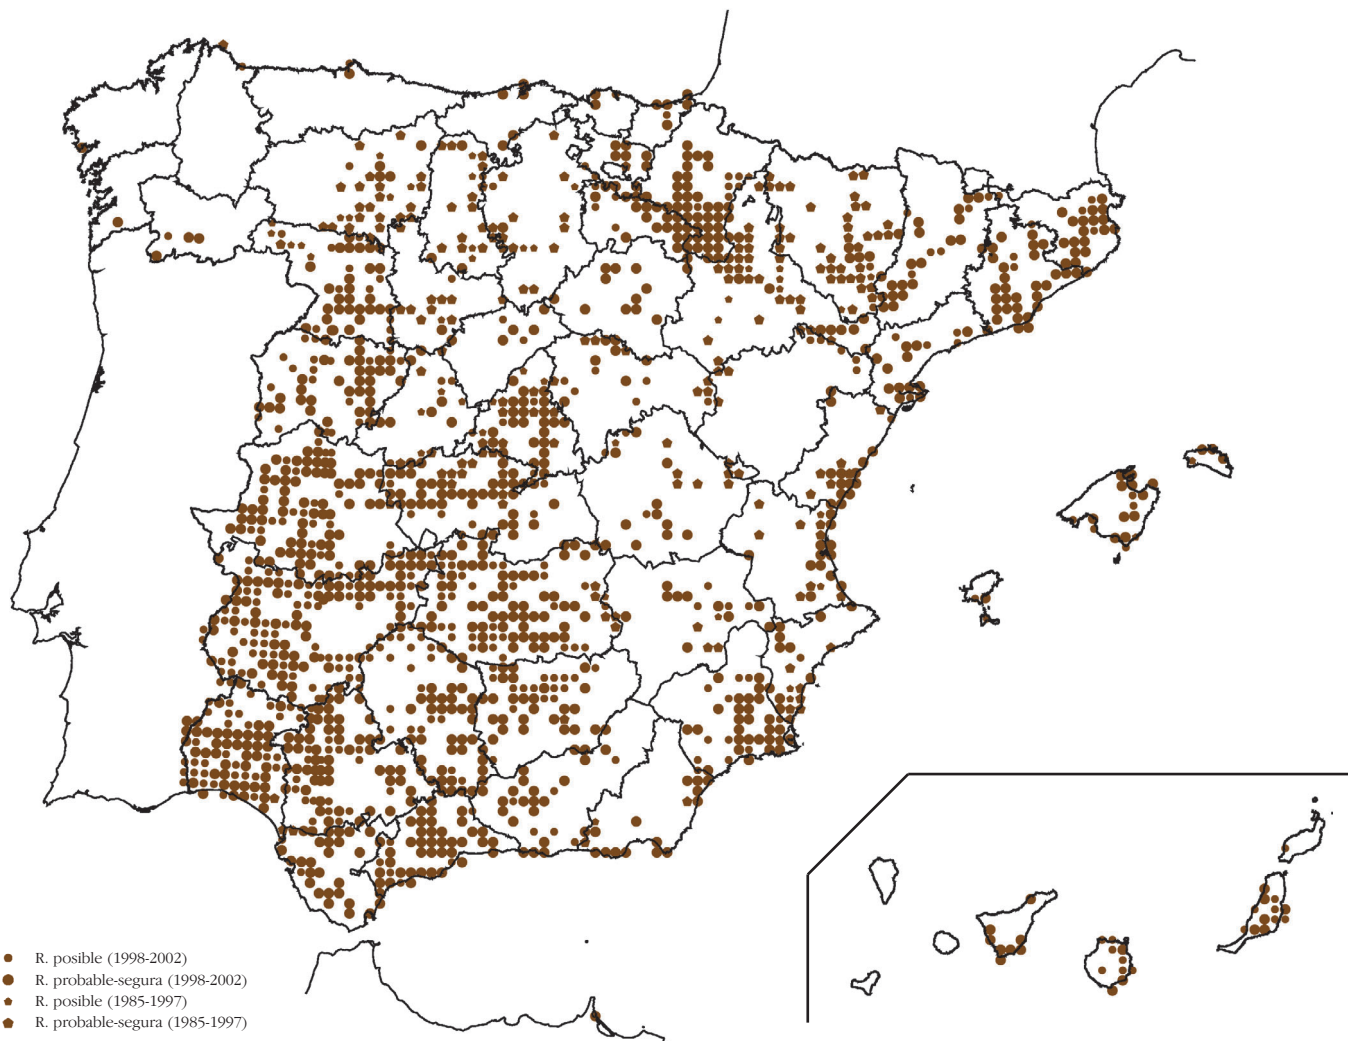 R. posible (1998-2002)
R. probable-segura (1998-2002)
R. posible (1985-1997)
R. probable-segura (1985-1997)